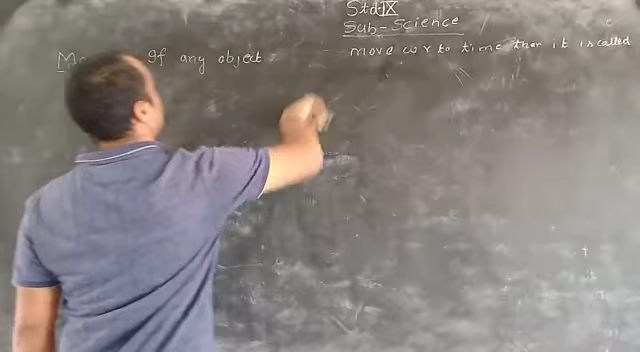 Std IX
Sub-Science
If any object move w r to time then it is called